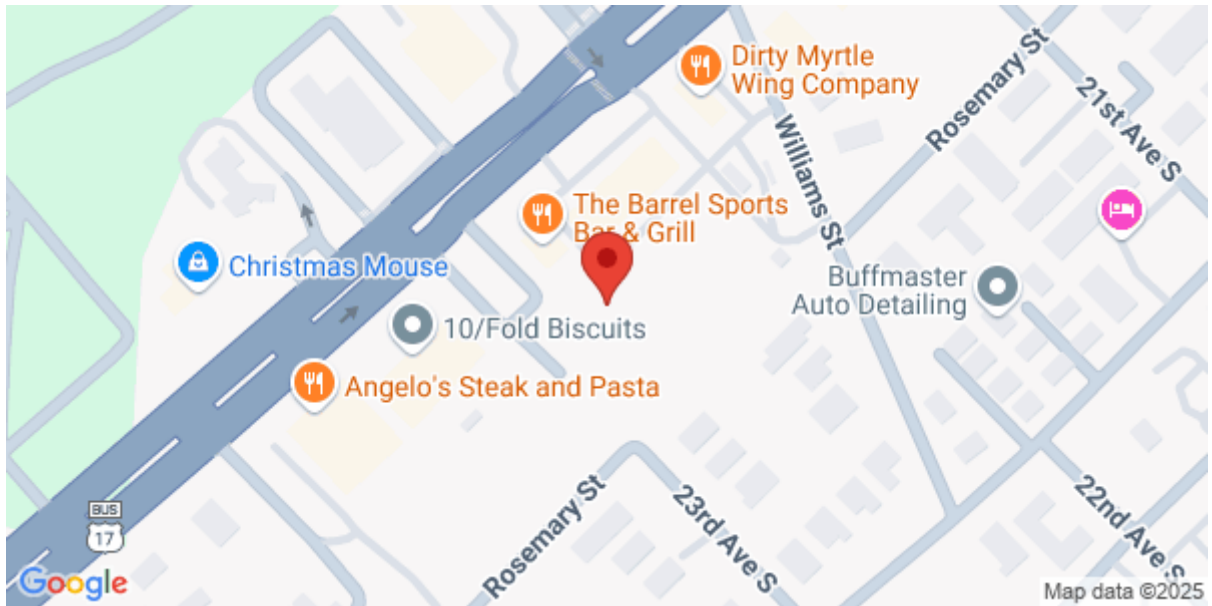 Dirty Myrtle
Wing Company
Rosemary St
21st Ave S
Williams St
The Barrel Sports
Bar & Grill
Christmas Mouse
Buffmaster
Auto Detailing
10/Fold Biscuits
Angelo's Steak and Pasta
Rosemary St
23rd Ave S
22nd Ave S
BUS
17
Google
Map data ©2025